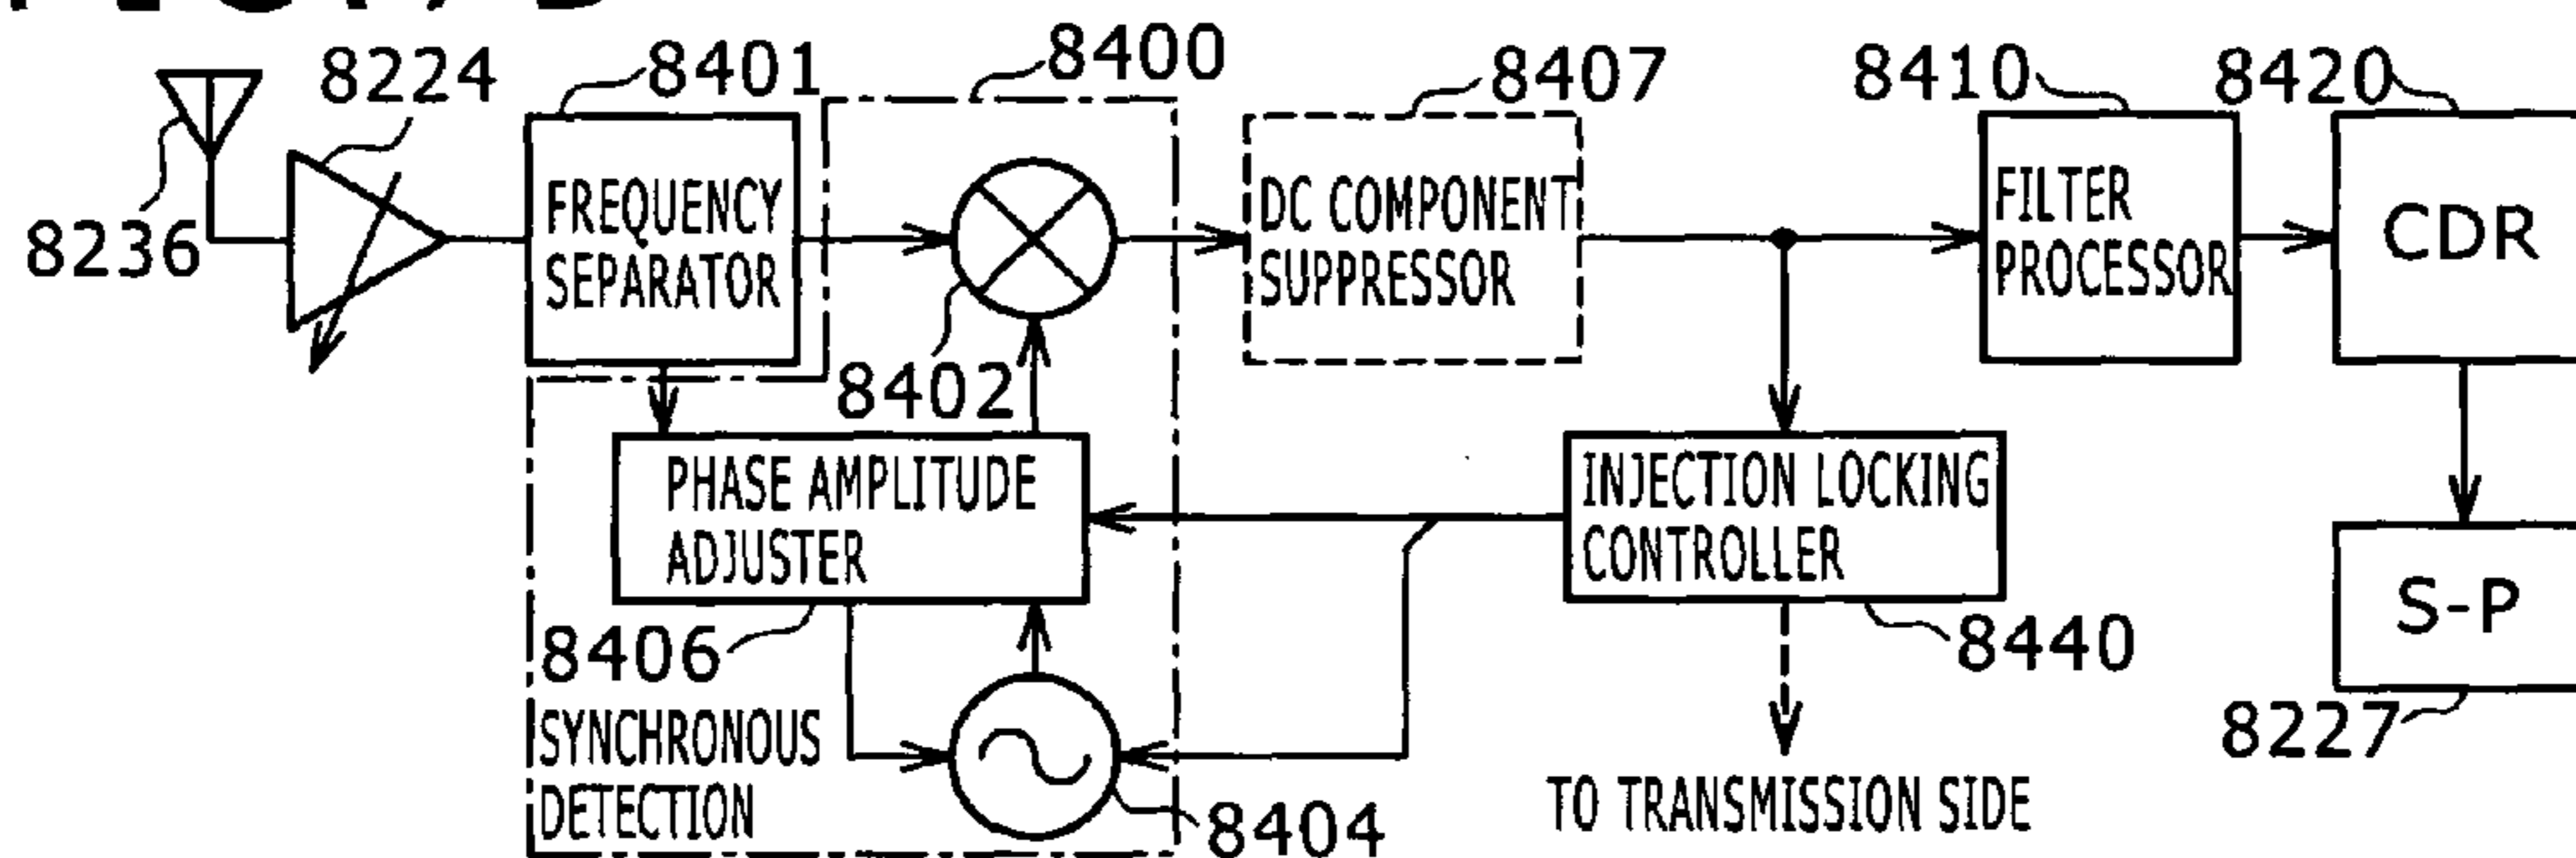 8224
8401
8400
8407
8410
8420
8236
FREQUENCY
SEPARATOR
DC COMPONENT
SUPPRESSOR
FILTER
PROCESSOR
CDR
8402
PHASE AMPLITUDE
ADJUSTER
INJECTION LOCKING
CONTROLLER
S-P
8406
8440
8227
SYNCHRONOUS
DETECTION
8404
TO TRANSMISSION SIDE